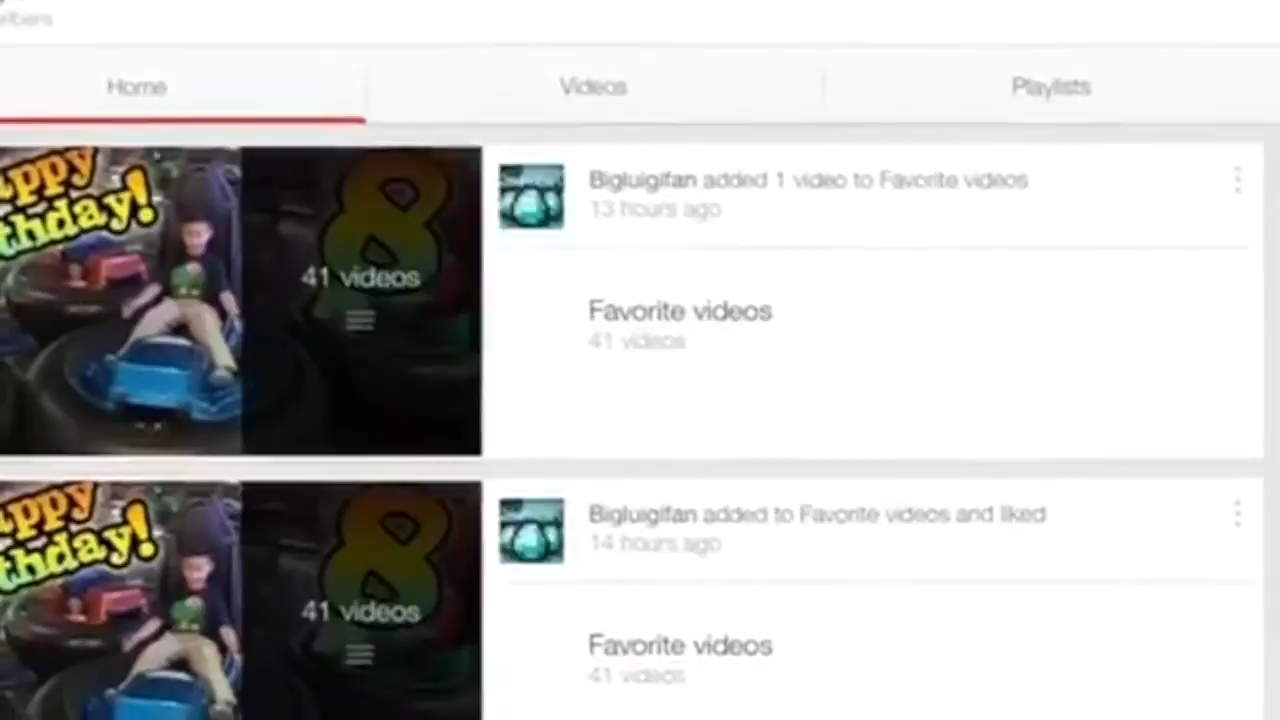 Home
Videos
Playlists
appy
thday!
8
41 videos
Bigluigifan added 1 video to Favorite videos
13 hours ago
Favorite videos
41 videos
appy
thday!
8
41 videos
Bigluigifan added to Favorite videos and liked
14 hours ago
Favorite videos
41 videos